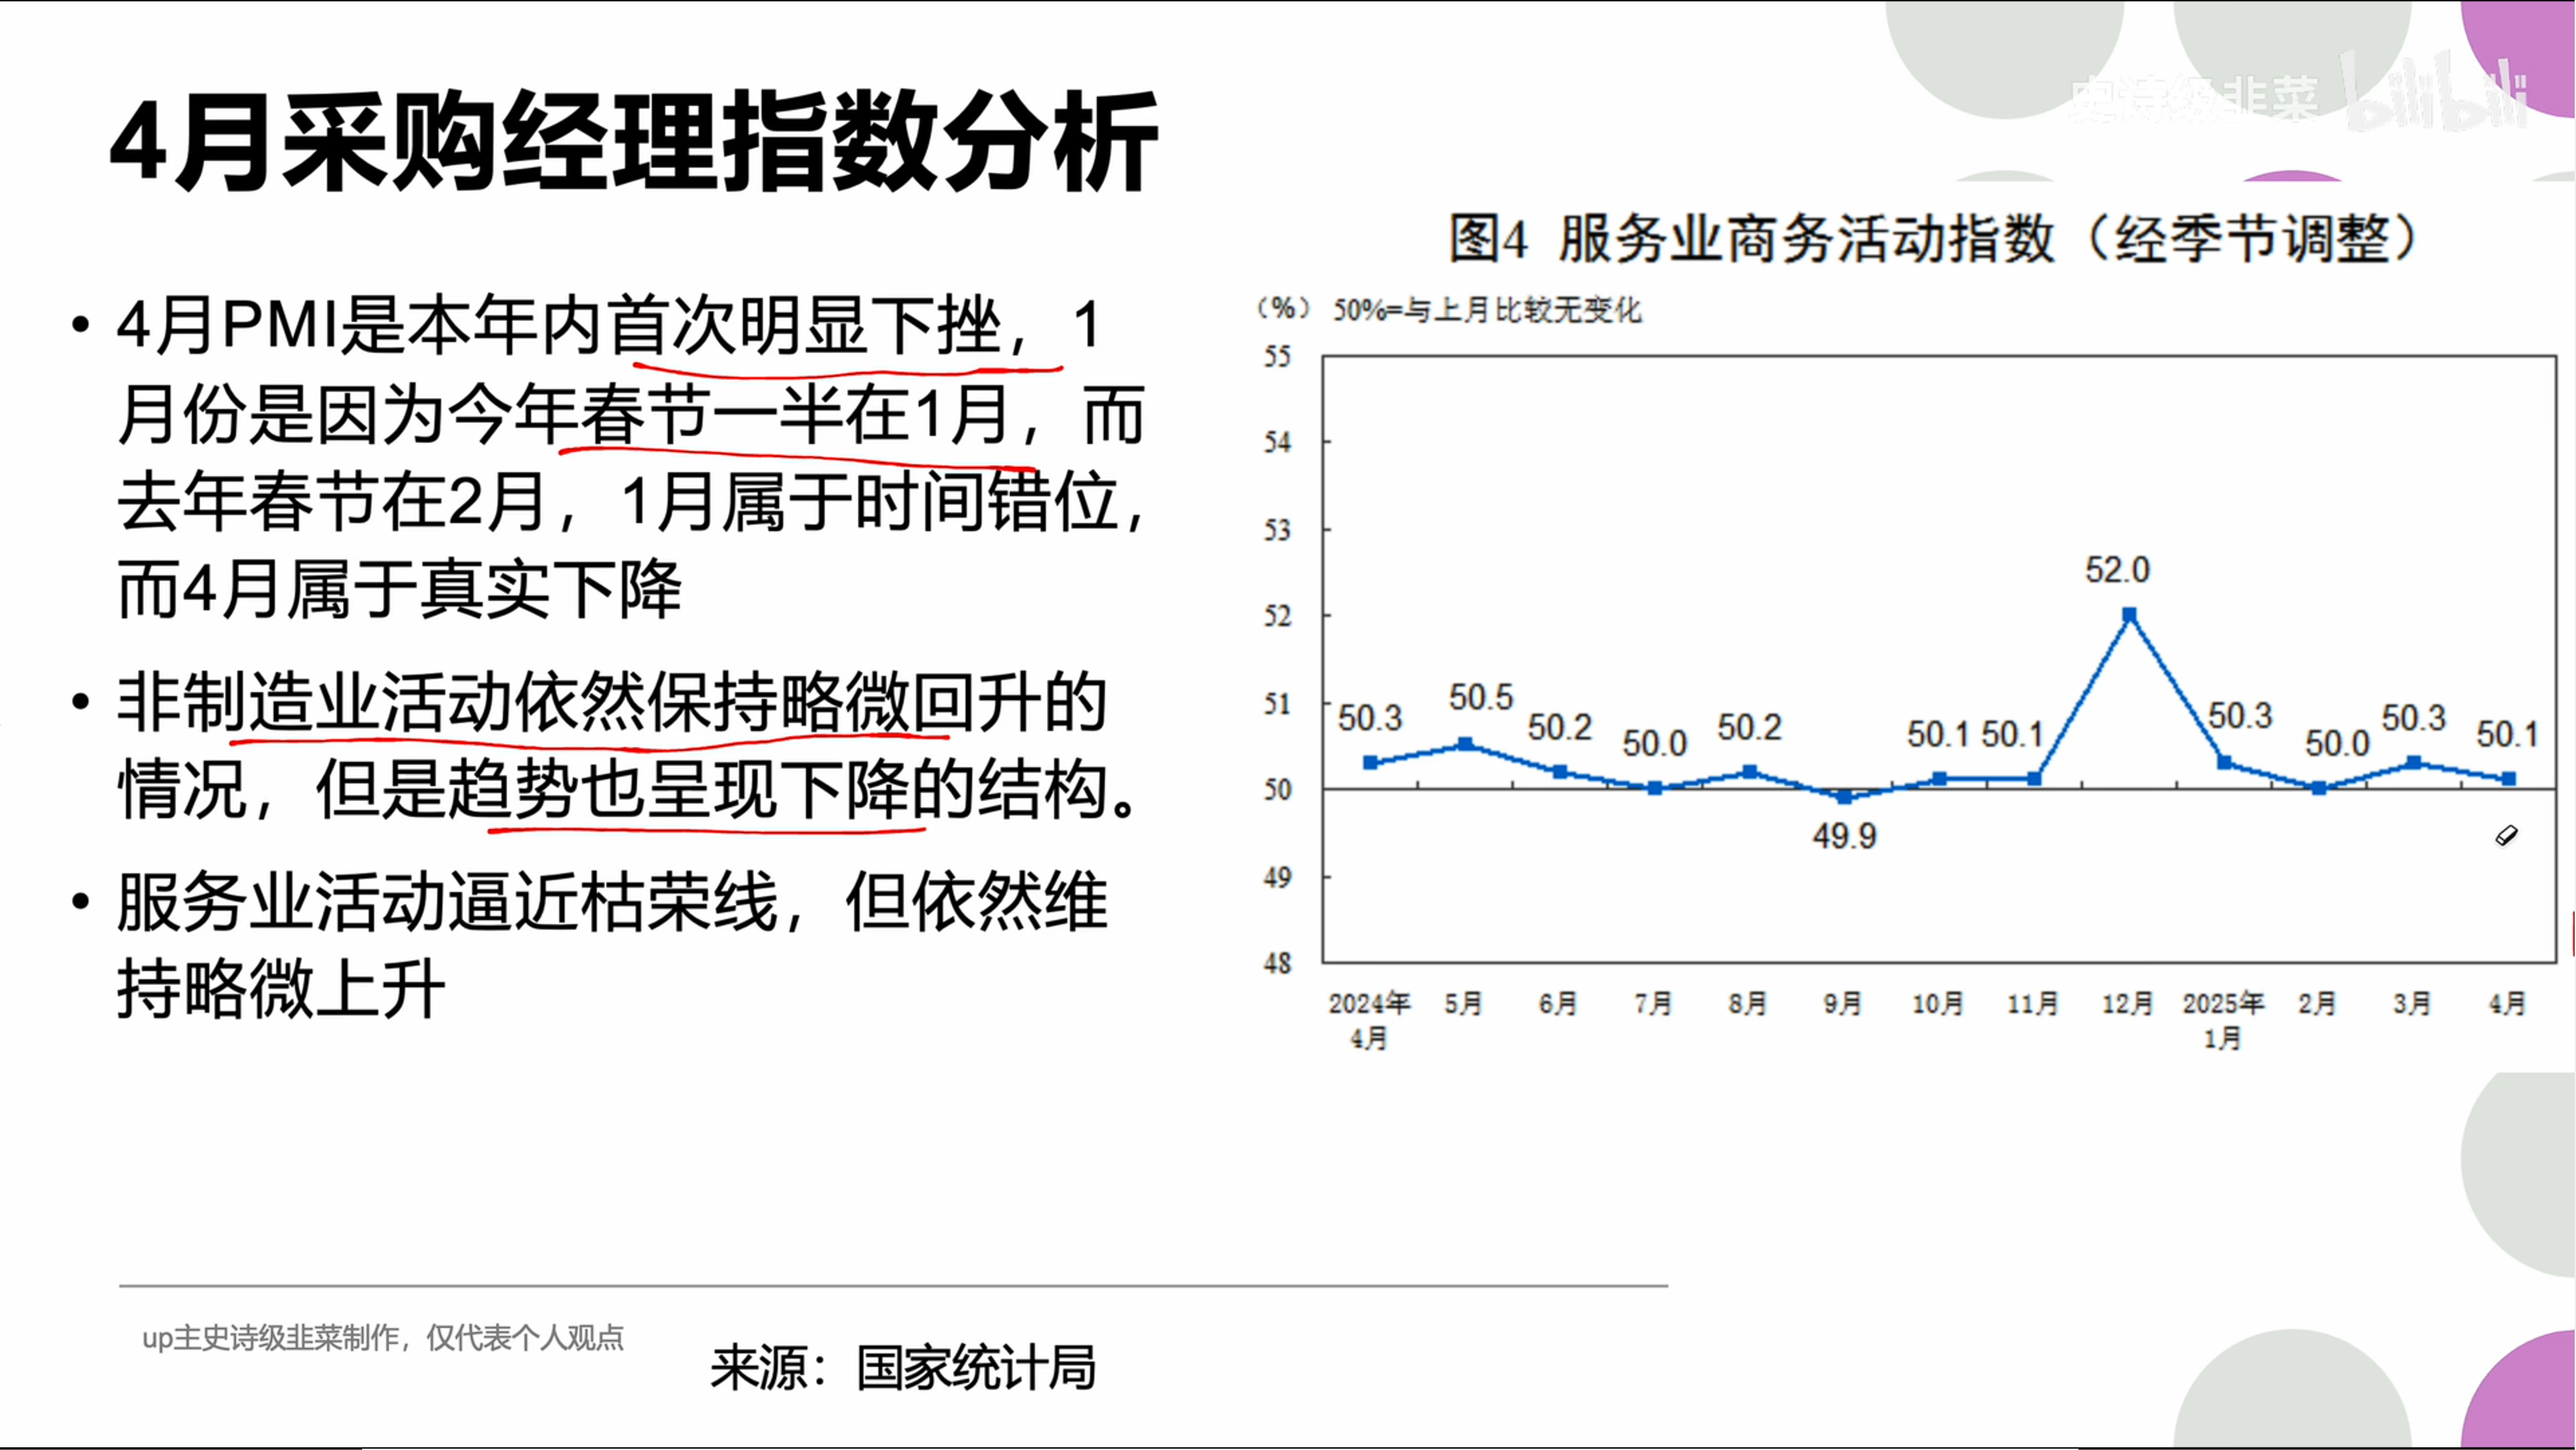 史诗级韭菜 bilibili
4月采购经理指数分析
• 4月PMI是本年内首次明显下挫，1
月份是因为今年春节一半在1月，而
去年春节在2月，1月属于时间错位，
而4月属于真实下降
• 非制造业活动依然保持略微回升的
情况，但是趋势也呈现下降的结构。
• 服务业活动逼近枯荣线，但依然维
持略微上升
图4 服务业商务活动指数（经季节调整）
（%） 50%=与上月比较无变化
55
54
53
52
51
50
49
48
50.3
50.5
50.2
50.0
50.2
49.9
50.1
50.1
52.0
50.3
50.0
50.3
50.1
2024年 5月 6月 7月 8月 9月 10月 11月 12月 2025年 2月 3月 4月
4月 1月
up主史诗级韭菜制作，仅代表个人观点
来源：国家统计局